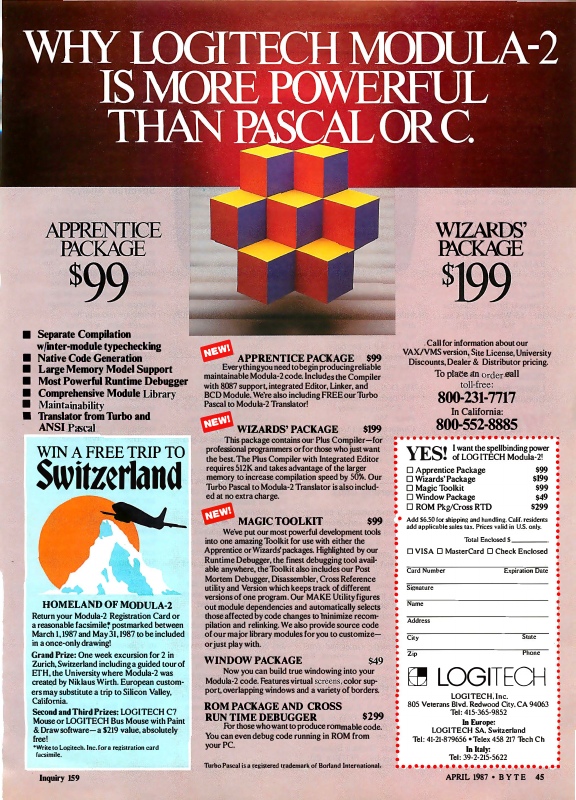 WHY LOGITECH MODULA-2
IS MORE POWERFUL
THAN PASCAL OR C.
APPRENTICE
PACKAGE
$99
WIZARDS'
PACKAGE
$199
■ Separate Compilation
w/inter-module typechecking
■ Native Code Generation
■ Large Memory Model Support
■ Most Powerful Runtime Debugger
■ Comprehensive Module Library
■ Maintainability
■ Translator from Turbo and
ANSI Pascal
WIN A FREE TRIP TO
Switzerland
HOMELAND OF MODULA-2
Return your Modula-2 Registration Card or
a reasonable facsimile,* postmarked between
March 1, 1987 and May 31, 1987 to be included
in a once-only drawing!
Grand Prize: One week excursion for 2 in
Zurich, Switzerland including a guided tour of
ETH, the University where Modula-2 was
created by Niklaus Wirth. European custom-
ers may substitute a trip to Silicon Valley,
California.
Second and Third Prizes: LOGITECH C7
Mouse or LOGITECH Bus Mouse with Paint
& Draw software—a $219 value, absolutely
free!
*Write to Logitech, Inc. for a registration card
facsimile.
NEW!
APPRENTICE PACKAGE $99
Everything you need to begin producing reliable
maintainable Modula-2 code. Includes the Compiler
with 8087 support, integrated Editor, Linker, and
BCD Module. We're also including FREE our Turbo
Pascal to Modula-2 Translator!
NEW!
WIZARDS' PACKAGE $199
This package contains our Plus Compiler—for
professional programmers or for those who just want
the best. The Plus Compiler with Integrated Editor
requires 512K and takes advantage of the larger
memory to increase compilation speed by 50%. Our
Turbo Pascal to Modula-2 Translator is also includ-
ed at no extra charge.
NEW!
MAGIC TOOLKIT $99
We've put our most powerful development tools
into one amazing Toolkit for use with either the
Apprentice or Wizards' packages. Highlighted by our
Runtime Debugger, the finest debugging tool avail-
able anywhere, the Toolkit also includes our Post
Mortem Debugger, Disassembler, Cross Reference
utility and Version which keeps track of different
versions of one program. Our MAKE Utility figures
out module dependencies and automatically selects
those affected by code changes to minimize recom-
pilation and relinking. We also provide source code
of our major library modules for you to customize—
or just play with.
WINDOW PACKAGE $49
Now you can build true windowing into your
Modula-2 code. Features virtual screens, color sup-
port, overlapping windows and a variety of borders.
ROM PACKAGE AND CROSS
RUN TIME DEBUGGER $299
For those who want to produce rommable code.
You can even debug code running in ROM from
your PC.
Turbo Pascal is a registered trademark of Borland International.
Call for information about our
VAX/VMS version, Site License, University
Discounts, Dealer & Distributor pricing.
To place an order call
toll-free:
800-231-7717
In California:
800-552-8885
YES! I want the spellbinding power
of LOGITECH Modula-2!
☐ Apprentice Package $99
☐ Wizards' Package $199
☐ Magic Toolkit $99
☐ Window Package $49
☐ ROM Pkg/Cross RTD $299
Add $6.50 for shipping and handling. Calif. residents
add applicable sales tax. Prices valid in U.S. only.
Total Enclosed $
☐ VISA ☐ MasterCard ☐ Check Enclosed
Card Number Expiration Date
Signature
Name
Address
City State
Zip Phone
LOGITECH
LOGITECH, Inc.
805 Veterans Blvd. Redwood City, CA 94063
Tel: 415-365-9852
In Europe:
LOGITECH SA, Switzerland
Tel: 41-21-879656 • Telex 458 217 Tech Ch
In Italy:
Tel: 39-2-215-5622
Inquiry 159
APRIL 1987 • BYTE 45